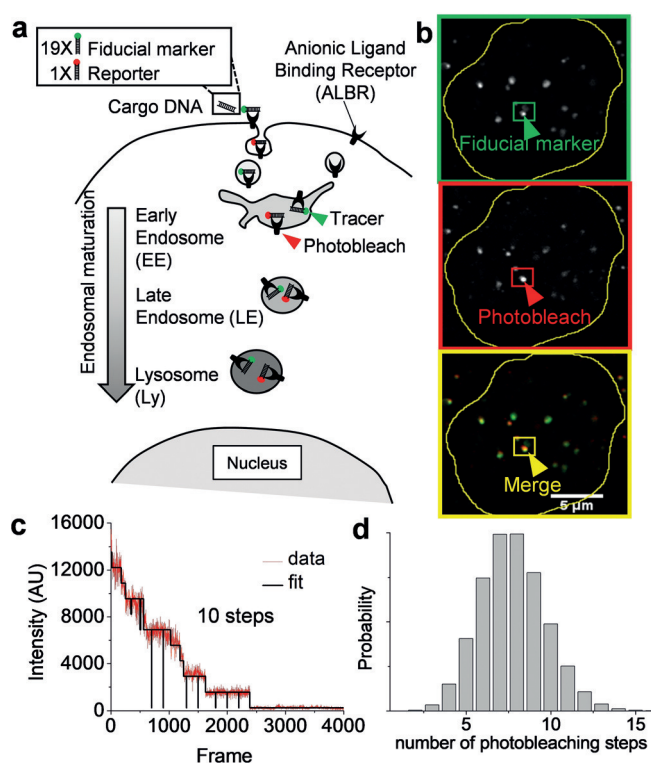 a
19X Fiducial marker
1X Reporter
Cargo DNA
Anionic Ligand
Binding Receptor
(ALBR)
Endosomal maturation
Early
Endosome
(EE)
Tracer
Photobleach
Late
Endosome (LE)
Lysosome
(Ly)
Nucleus
b
Fiducial marker
Photobleach
Merge
5 µm
c
16000
12000
8000
4000
0
Intensity (AU)
data
fit
10 steps
0 1000 2000 3000 4000
Frame
d
Probability
5 10 15
number of photobleaching steps